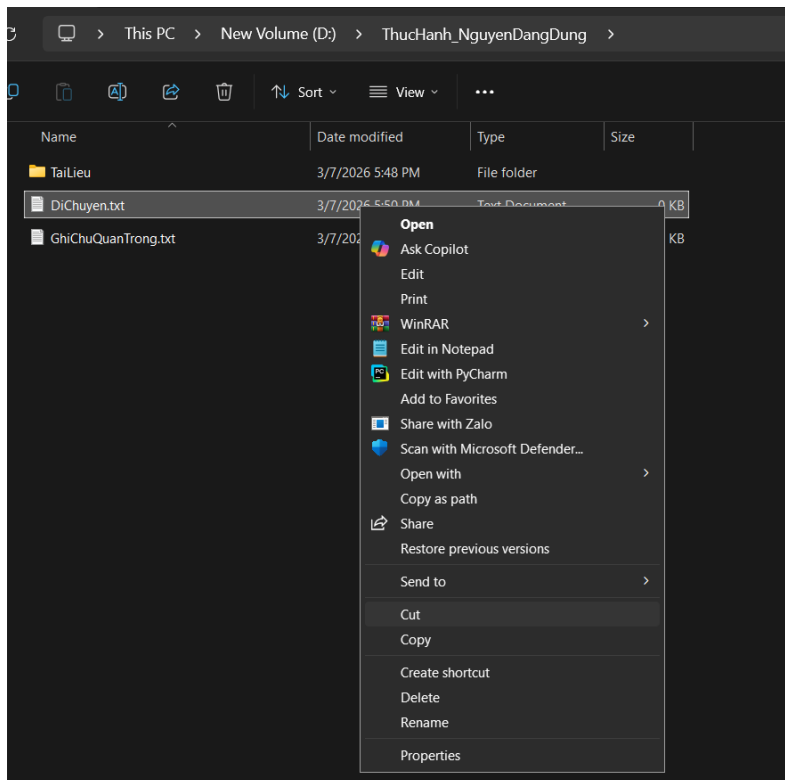 This PC > New Volume (D:) > ThucHanh_NguyenDangDung >
Sort View
Name Date modified Type Size
TaiLieu 3/7/2026 5:48 PM File folder
DiChuyen.txt 3/7/2026 5:50 PM Text Document 0 KB
GhiChuQuanTrong.txt 3/7/202 KB
Open
Ask Copilot
Edit
Print
WinRAR
Edit in Notepad
Edit with PyCharm
Add to Favorites
Share with Zalo
Scan with Microsoft Defender...
Open with
Copy as path
Share
Restore previous versions
Send to
Cut
Copy
Create shortcut
Delete
Rename
Properties